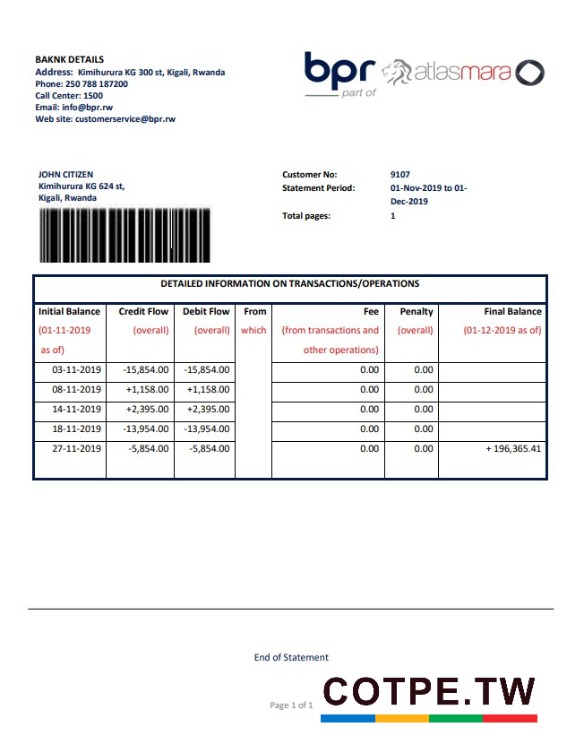 BAKNK DETAILS
Address: Kimihurura KG 300 st, Kigali, Rwanda
Phone: 250 788 187200
Call Center: 1500
Email: info@bpr.rw
Web site: customerservice@bpr.rw
bpr atlasmara
part of
JOHN CITIZEN
Kimihurura KG 624 st,
Kigali, Rwanda
Customer No: 9107
Statement Period: 01-Nov-2019 to 01-
Dec-2019
Total pages: 1
DETAILED INFORMATION ON TRANSACTIONS/OPERATIONS
Initial Balance Credit Flow Debit Flow From Fee Penalty Final Balance
(01-11-2019 (overall) (overall) which (from transactions and (overall) (01-12-2019 as of)
as of) other operations)
03-11-2019 -15,854.00 -15,854.00 0.00 0.00
08-11-2019 +1,158.00 +1,158.00 0.00 0.00
14-11-2019 +2,395.00 +2,395.00 0.00 0.00
18-11-2019 -13,954.00 -13,954.00 0.00 0.00
27-11-2019 -5,854.00 -5,854.00 0.00 0.00 + 196,365.41
End of Statement
Page 1 of 1
COTPE.TW